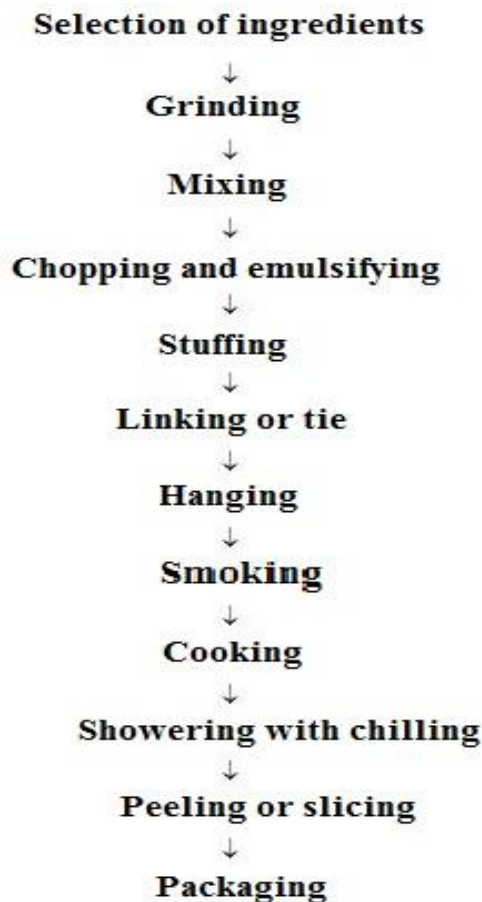 Selection of ingredients
↓
Grinding
↓
Mixing
↓
Chopping and emulsifying
↓
Stuffing
↓
Linking or tie
↓
Hanging
↓
Smoking
↓
Cooking
↓
Showering with chilling
↓
Peeling or slicing
↓
Packaging